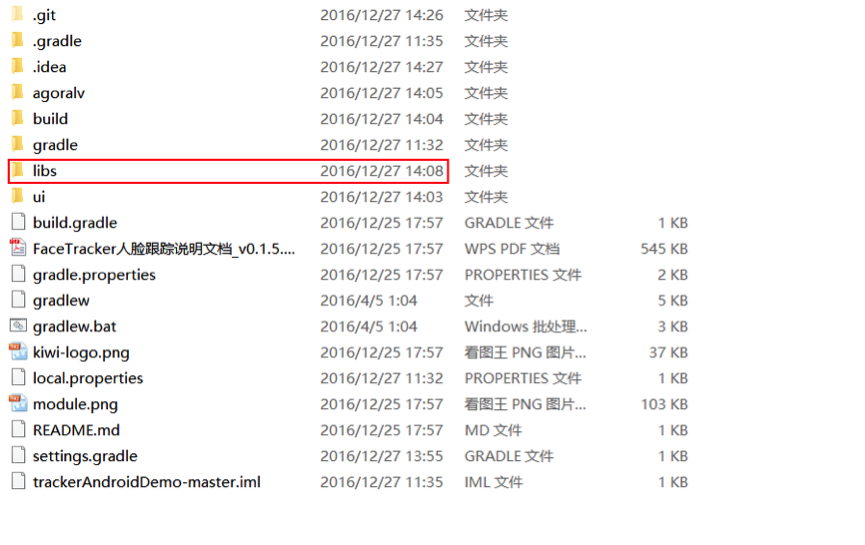 .git 2016/12/27 14:26 文件夹
.gradle 2016/12/27 11:35 文件夹
.idea 2016/12/27 14:27 文件夹
agoralv 2016/12/27 14:05 文件夹
build 2016/12/27 14:04 文件夹
gradle 2016/12/27 11:32 文件夹
libs 2016/12/27 14:08 文件夹
ui 2016/12/27 14:03 文件夹
build.gradle 2016/12/25 17:57 GRADLE 文件 1 KB
FaceTracker人脸跟踪说明文档_v0.1.5.... 2016/12/25 17:57 WPS PDF 文档 545 KB
gradle.properties 2016/12/25 17:57 PROPERTIES 文件 2 KB
gradlew 2016/4/5 1:04 文件 5 KB
gradlew.bat 2016/4/5 1:04 Windows 批处理... 3 KB
kiwi-logo.png 2016/12/25 17:57 看图王 PNG 图片... 37 KB
local.properties 2016/12/27 11:32 PROPERTIES 文件 1 KB
module.png 2016/12/25 17:57 看图王 PNG 图片... 103 KB
README.md 2016/12/25 17:57 MD 文件 1 KB
settings.gradle 2016/12/27 13:55 GRADLE 文件 1 KB
trackerAndroidDemo-master.iml 2016/12/27 11:35 IML 文件 1 KB